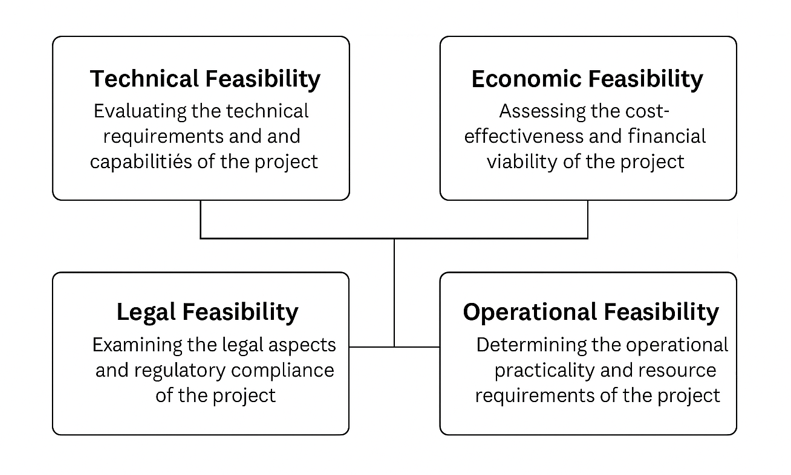 Technical Feasibility
Evaluating the technical
requirements and and
capabilitiés of the project
Economic Feasibility
Assessing the cost-
effectiveness and financial
viability of the project
Legal Feasibility
Examining the legal aspects
and regulatory compliance
of the project
Operational Feasibility
Determining the operational
practicality and resource
requirements of the project